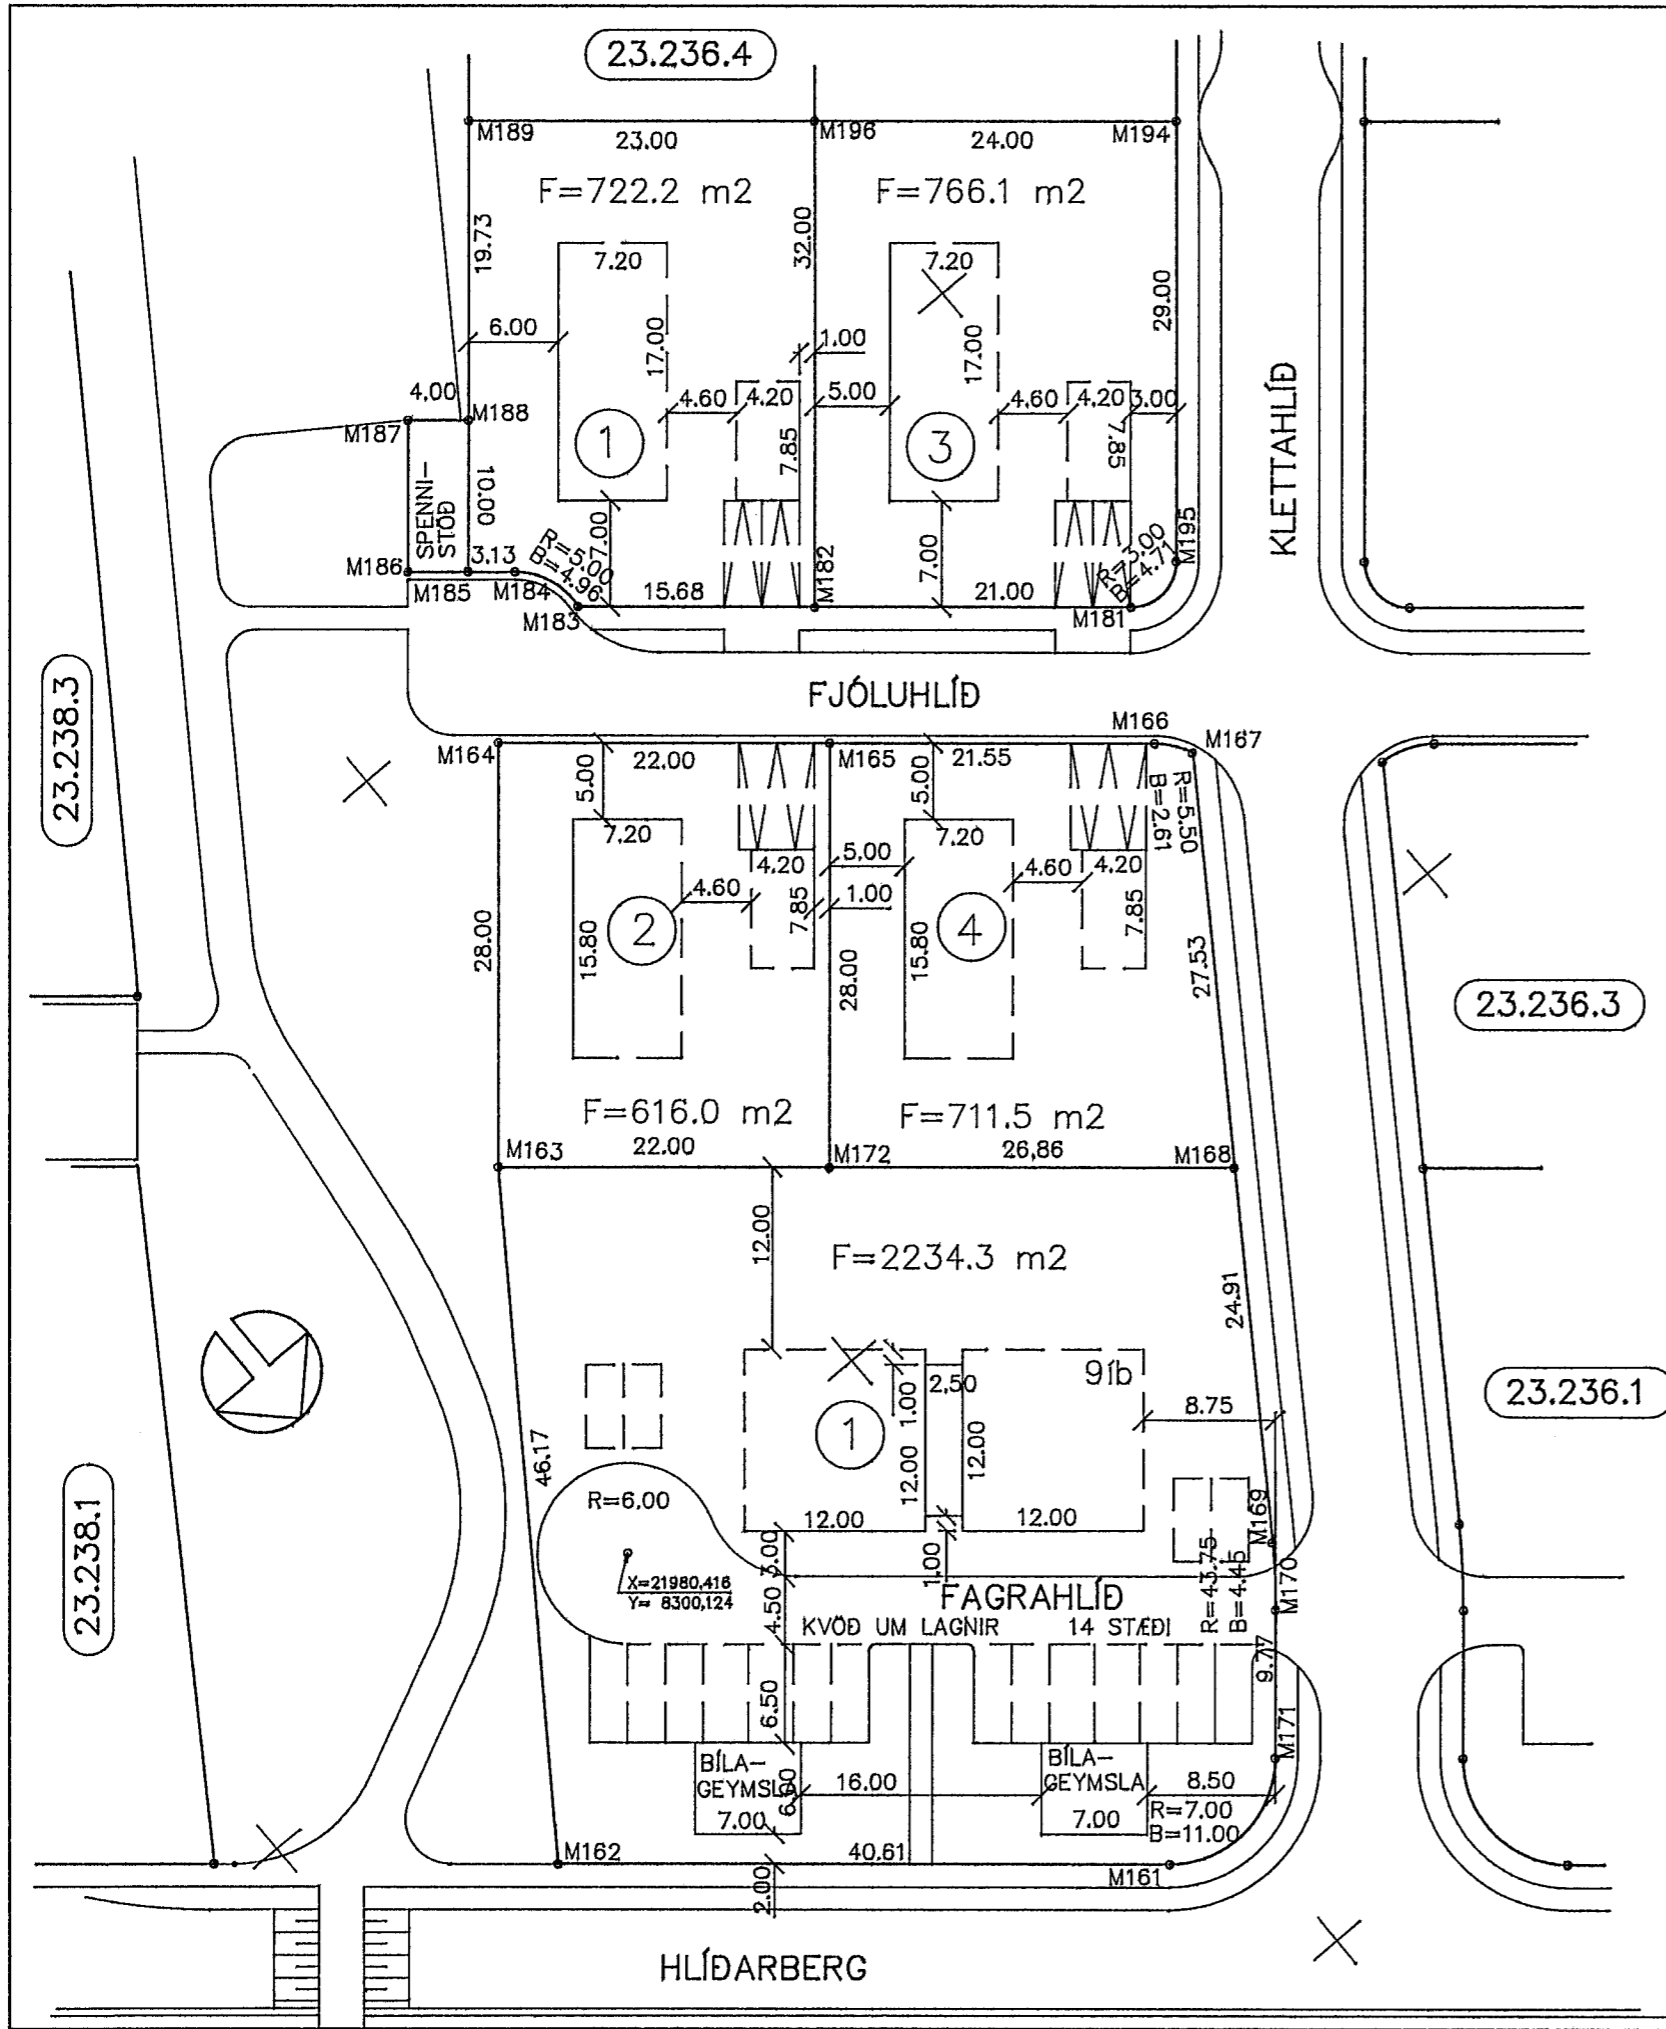 23.236.4
M189
23.00
M196
24.00
M194
F=722.2 m2
F=766.1 m2
19.73
32.00
29.00
7.20
7.20
6.00
17.00
1.00
17.00
4,00
M188
4.60
4.20
5.00
4.60
4.20
3.00
M187
1
3
7.85
7.85
KLETTAHLÍÐ
SPENNI-
STÖÐ
10.00
R=5.00
B=4.96
7.00
7.00
R=3.00
B=4.71
M195
M186
3.13
M185
M184
M183
15.68
M182
21.00
M181
23.238.3
FJÓLUHLÍÐ
M164
22.00
M165
21.55
M166
M167
5.00
5.00
R=5.50
B=2.61
7.20
7.20
4.20
5.00
4.20
4.60
1.00
4.60
7.85
7.85
28.00
15.80
2
15.80
4
28.00
27.53
23.236.3
F=616.0 m2
F=711.5 m2
M163
22.00
M172
26,86
M168
12.00
F=2234.3 m2
24.91
9íb
23.236.1
2,50
8.75
1.00
1
46.17
12.00
12.00
R=6,00
12.00
12.00
M169
23.238.1
3.00
1,00
X=21980,416
Y= 8300,124
4.50
FAGRAHLÍÐ
R=43.75
B=4.45
M170
KVÖÐ UM LAGNIR
14 STÆÐI
9.77
6.50
M171
BÍLA-
GEYMSLA
6.00
16.00
BÍLA-
GEYMSLA
8.50
7.00
7.00
R=7.00
B=11.00
M162
40.61
M161
2.00
HLÍÐARBERG